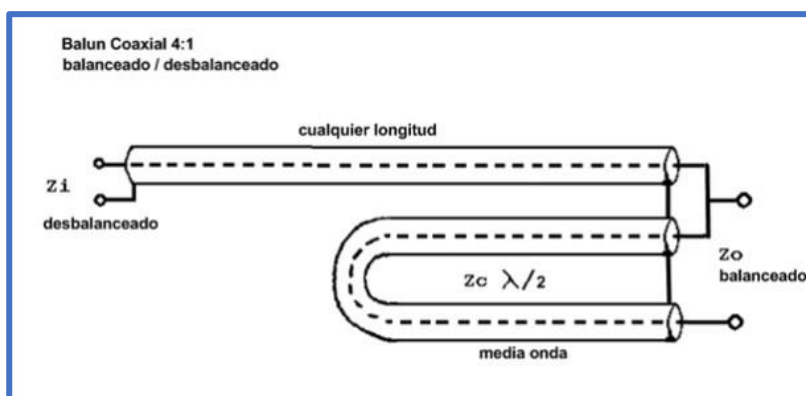 Balun Coaxial 4:1
balanceado / desbalanceado
cualquier longitud
Zi
desbalanceado
Zo
balanceado
Zc λ/2
media onda